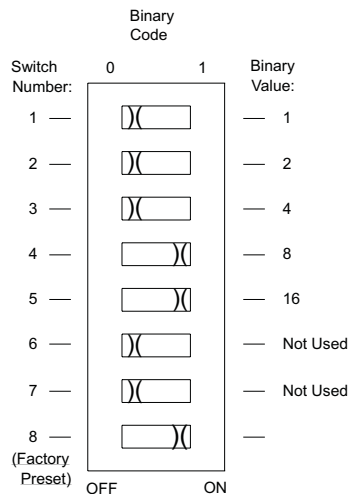 Binary
Code
Switch
Number:
0 1
Binary
Value:
1 — — 1
2 — — 2
3 — — 4
4 — — 8
5 — — 16
6 — — Not Used
7 — — Not Used
8 — —
(Factory
Preset)
OFF ON